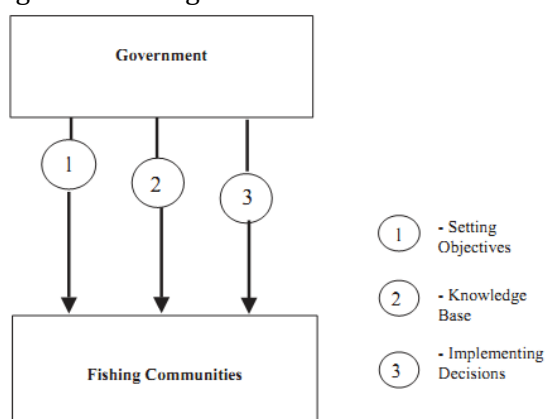 Government
1
2
3
Fishing Communities
1 - Setting
Objectives
2 - Knowledge
Base
3 - Implementing
Decisions